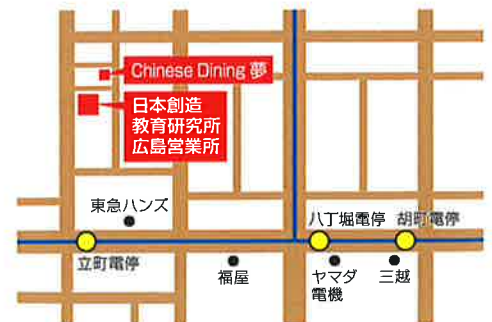 Chinese Dining 夢
日本創造
教育研究所
広島営業所
東急ハンズ
八丁堀電停
胡町電停
立町電停
福屋
ヤマダ
電機
三越